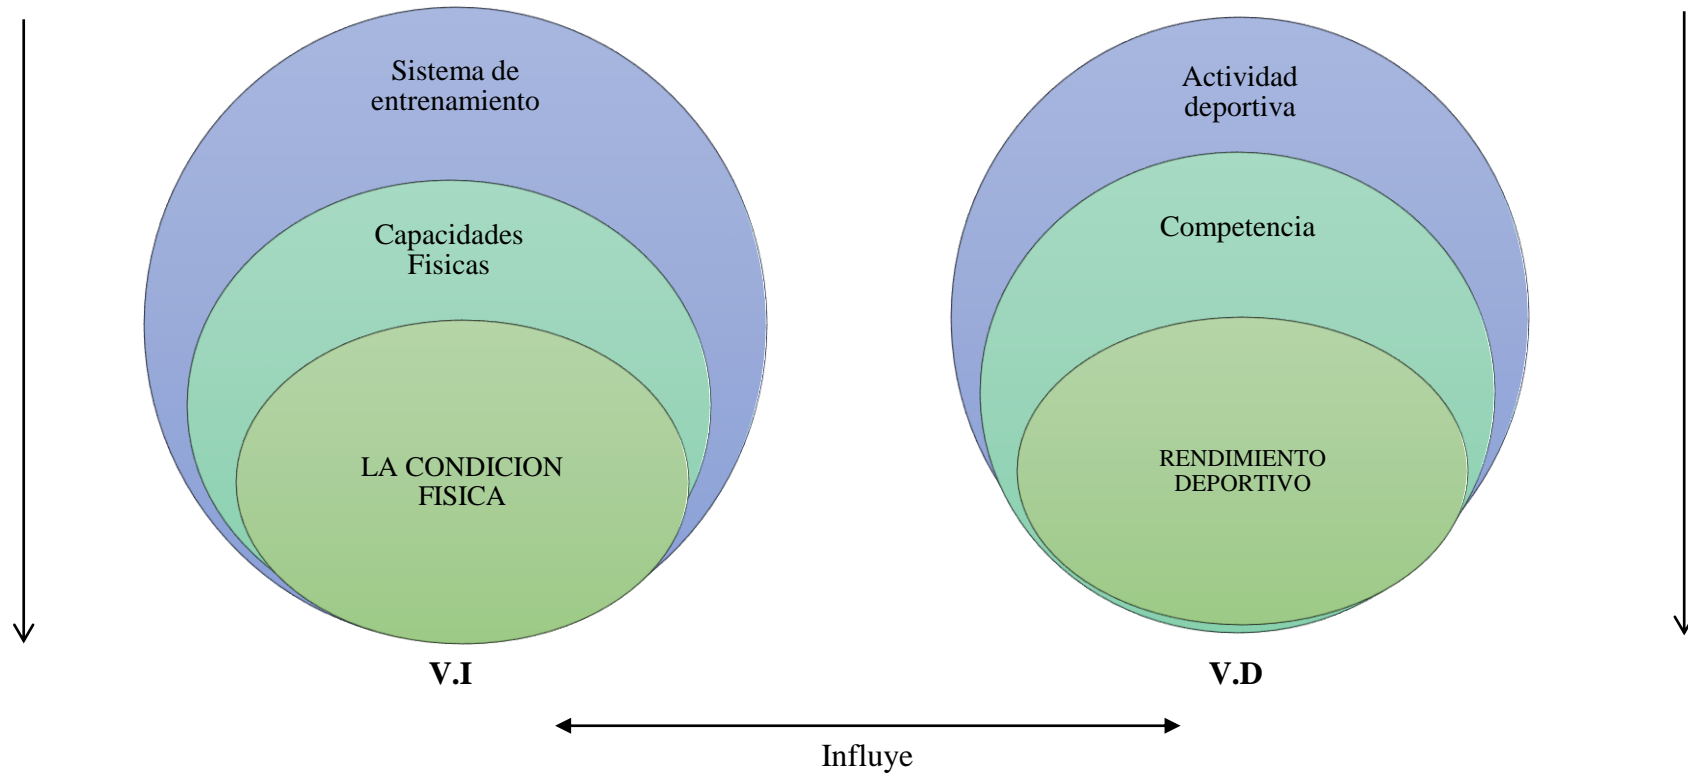 Sistema de
entrenamiento
Capacidades
Fisicas
LA CONDICION
FISICA
V.I
Actividad
deportiva
Competencia
RENDIMIENTO
DEPORTIVO
V.D
Influye